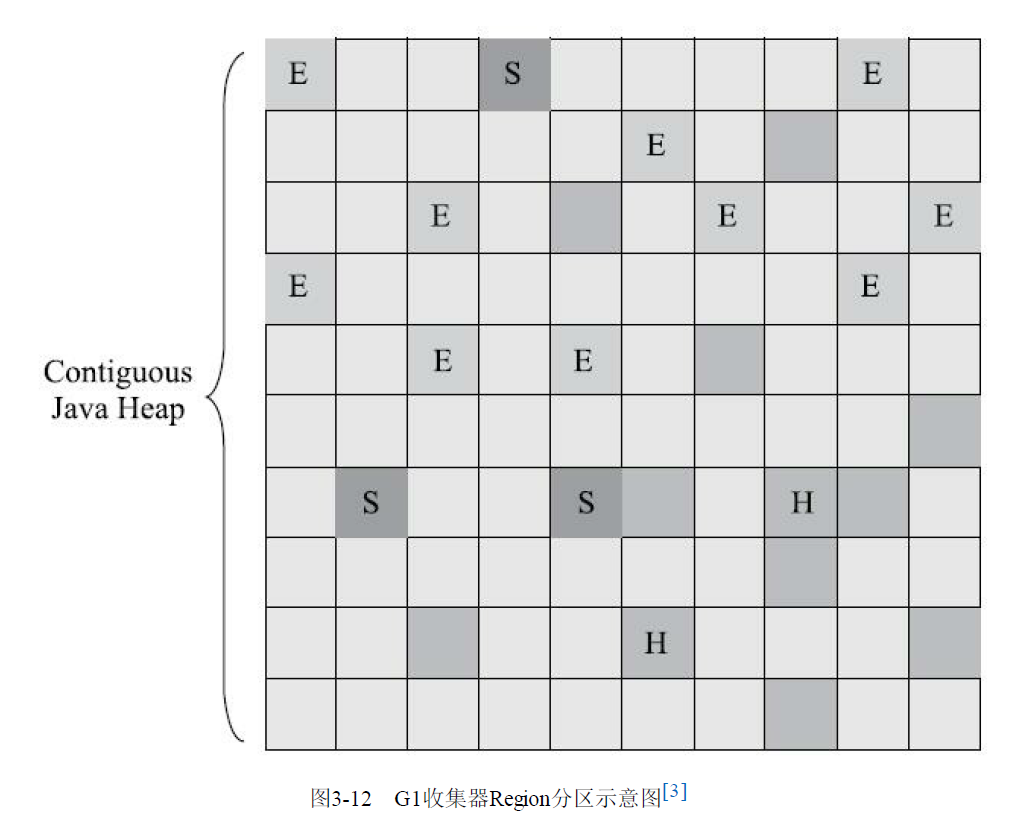 E S E
E
E E E
E E
Contiguous
Java Heap
E E
S S H
H
图3-12 G1收集器Region分区示意图[3]